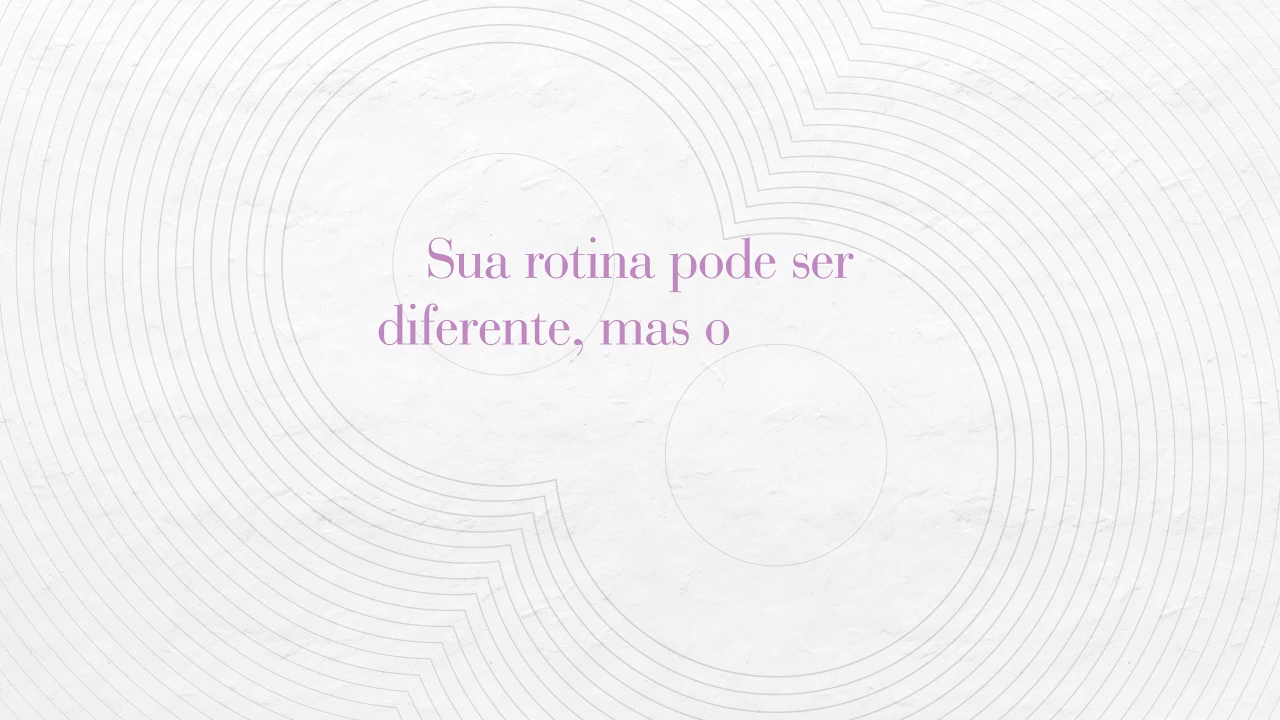 Sua rotina pode ser
diferente, mas o